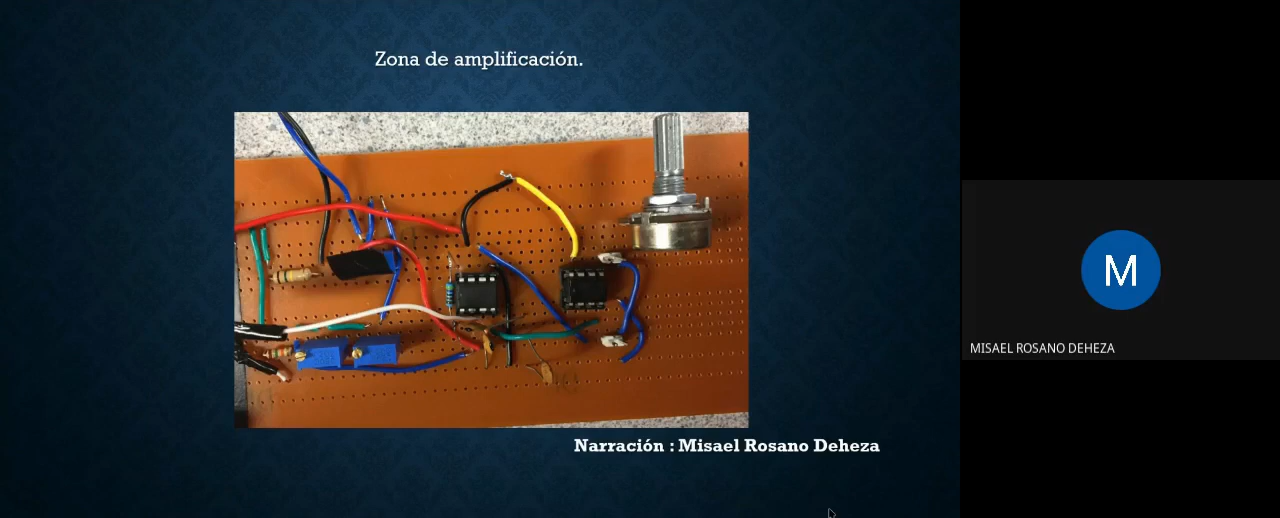 Zona de amplificación.
Narración : Misael Rosano Deheza
M
MISAEL ROSANO DEHEZA